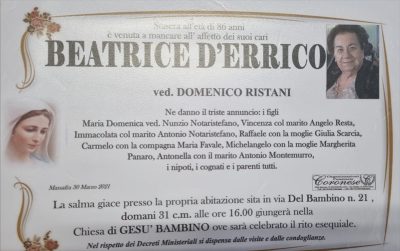 Stasera all'età di 86 anni
è venuta a mancare all' affetto dei suoi cari
BEATRICE D'ERRICO
ved. DOMENICO RISTANI
Ne danno il triste annuncio: i figli
Maria Domenica ved. Nunzio Notaristefano, Vincenza col marito Angelo Resta,
Immacolata col marito Antonio Notaristefano, Raffaele con la moglie Giulia Scarcia,
Carmelo con la compagna Maria Favale, Michelangelo con la moglie Margherita
Panaro, Antonella con il marito Antonio Montemurro,
i nipoti, i cognati e i parenti tutti.
Coronese
Massafra 30 Marzo 2021
La salma giace presso la propria abitazione sita in via Del Bambino n. 21 ,
domani 31 c.m. alle ore 16.00 giungerà nella
Chiesa di GESU' BAMBINO ove sarà celebrato il rito esequiale.
Nel rispetto dei Decreti Ministeriali si dispensa dalle visite e dalle condoglianze.